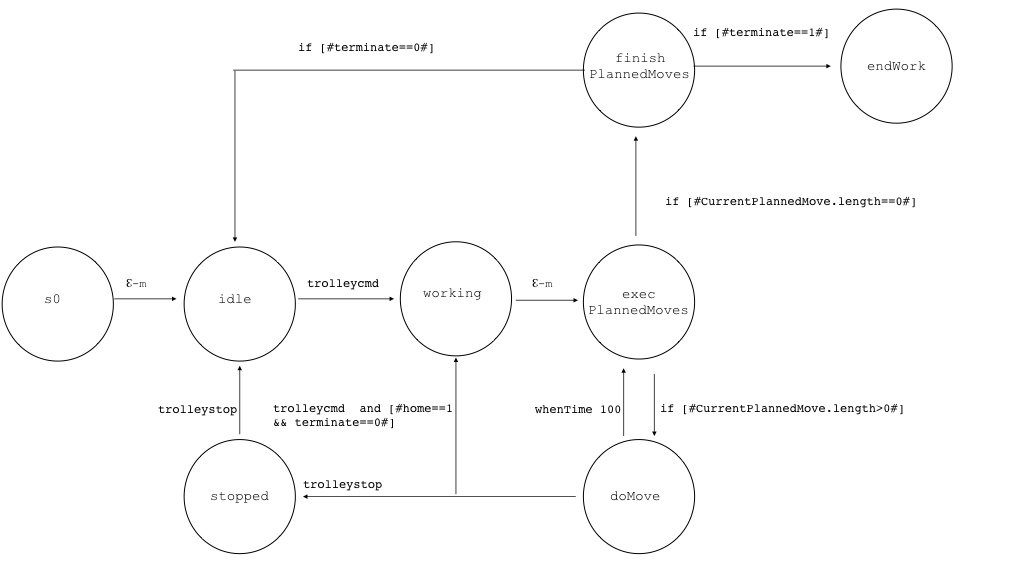 if [#terminate==0#]
finish
PlannedMoves
if [#terminate==1#]
endWork
if [#CurrentPlannedMove.length==0#]
s0
Ɛ-m
idle
trolleycmd
working
Ɛ-m
exec
PlannedMoves
trolleystop
trolleycmd  and [#home==1
&& terminate==0#]
whenTime 100
if [#CurrentPlannedMove.length>0#]
stopped
trolleystop
doMove